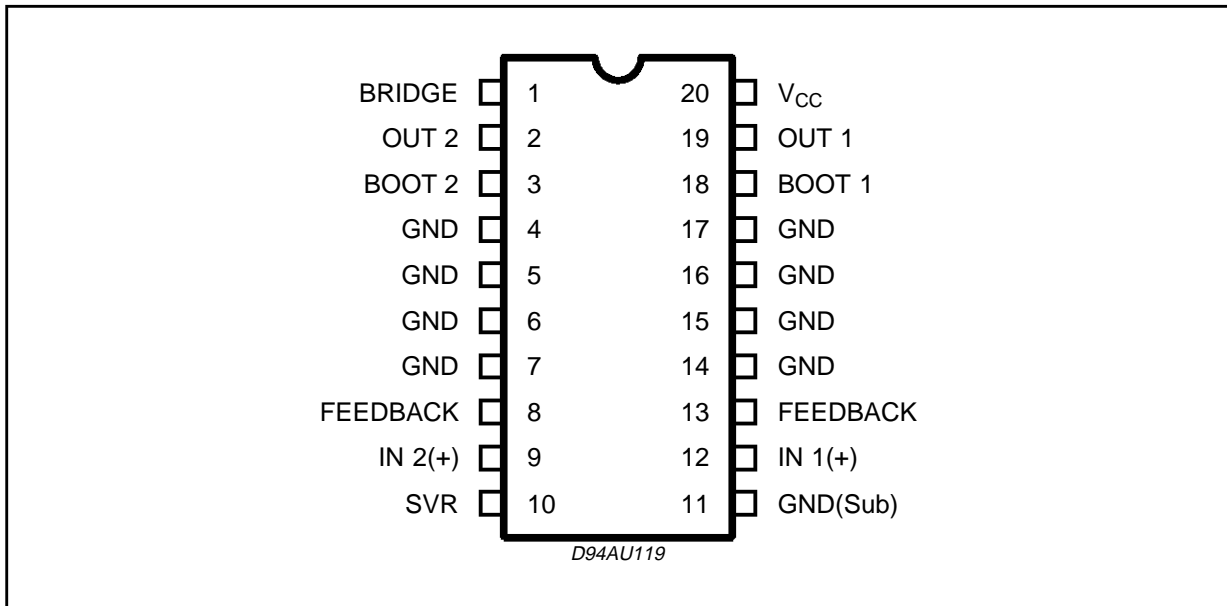 BRIDGE 1 20 VCC
OUT 2 2 19 OUT 1
BOOT 2 3 18 BOOT 1
GND 4 17 GND
GND 5 16 GND
GND 6 15 GND
GND 7 14 GND
FEEDBACK 8 13 FEEDBACK
IN 2(+) 9 12 IN 1(+)
SVR 10 11 GND(Sub)
D94AU119